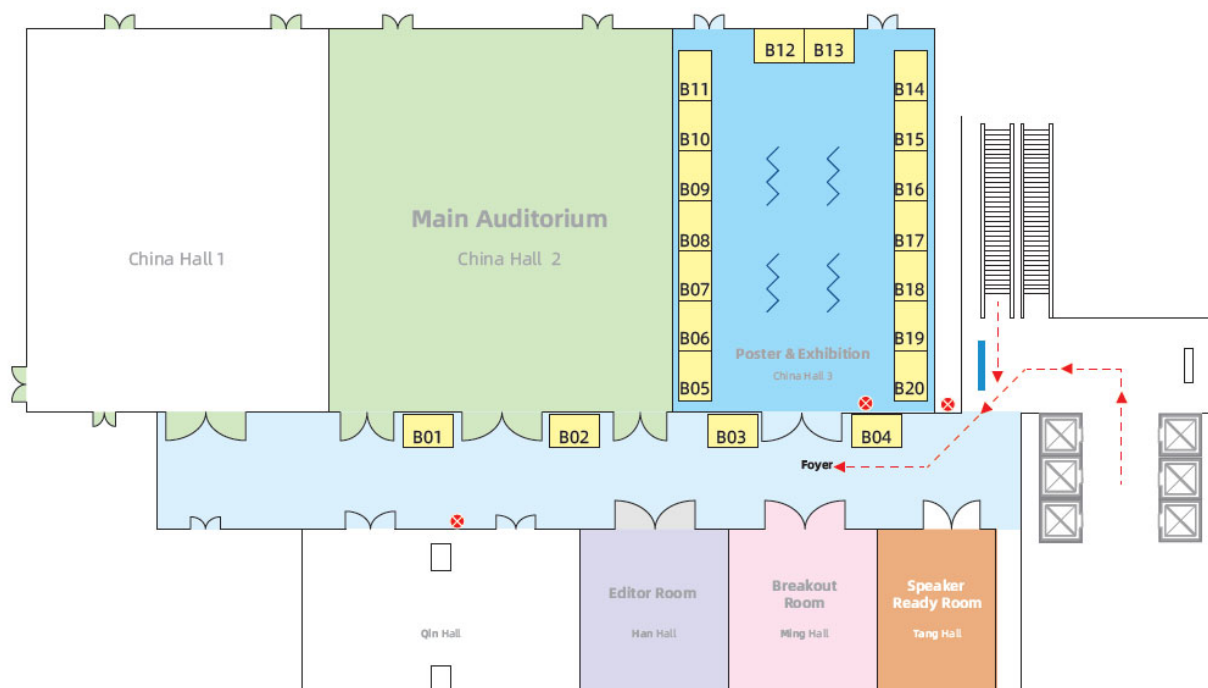 B12 B13
B11
B14
B10
B15
B09
B16
Main Auditorium
China Hall 1
China Hall 2
B08
B17
B07
B18
B06
B19
Poster & Exhibition
China Hall 3
B05
B20
B01
B02
B03
B04
Foyer
Editor Room
Han Hall
Breakout
Room
Ming Hall
Speaker
Ready Room
Tang Hall
Qin Hall